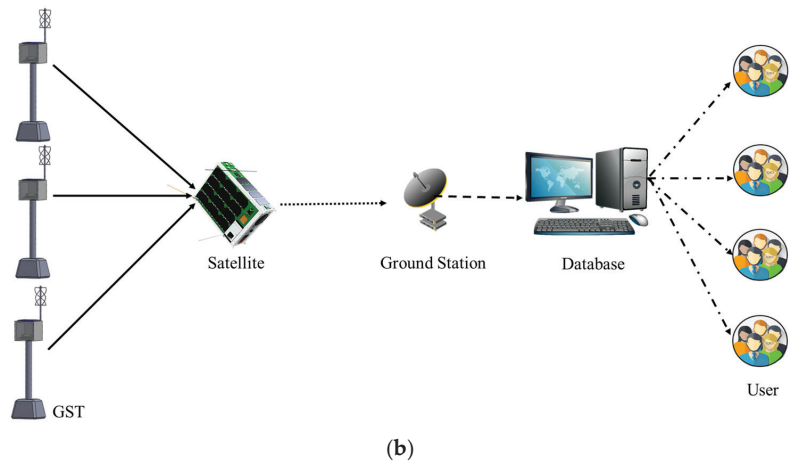 Satellite
Ground Station
Database
User
GST
(b)